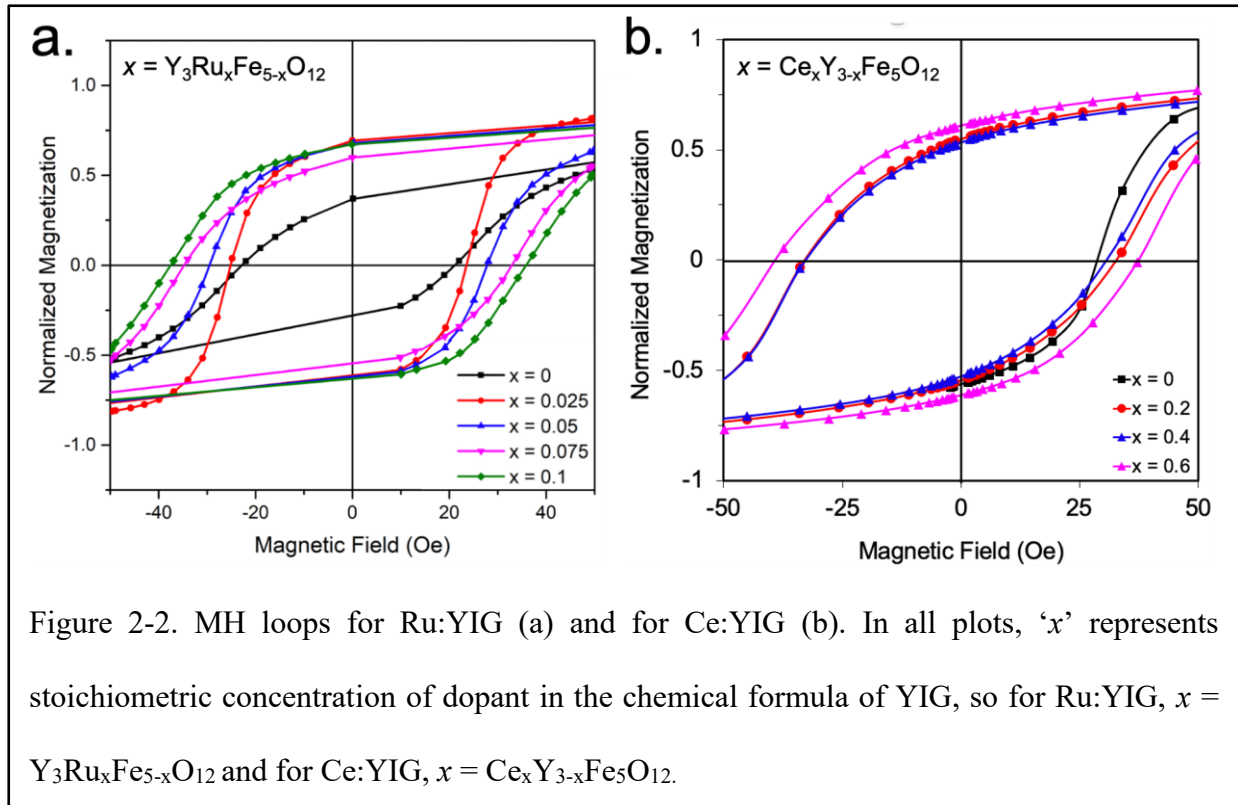 a.
x = Y₃RuₓFe₅₋ₓO₁₂
1.0
0.5
0.0
-0.5
-1.0
Normalized Magnetization
-40
-20
0
20
40
Magnetic Field (Oe)
x = 0
x = 0.025
x = 0.05
x = 0.075
x = 0.1
b.
x = CeₓY₃₋ₓFe₅O₁₂
1
0.5
0
-0.5
-1
Normalized Magnetization
-50
-25
0
25
50
Magnetic Field (Oe)
x = 0
x = 0.2
x = 0.4
x = 0.6
Figure 2-2. MH loops for Ru:YIG (a) and for Ce:YIG (b). In all plots, ‘x’ represents
stoichiometric concentration of dopant in the chemical formula of YIG, so for Ru:YIG, x =
Y₃RuₓFe₅₋ₓO₁₂ and for Ce:YIG, x = CeₓY₃₋ₓFe₅O₁₂.